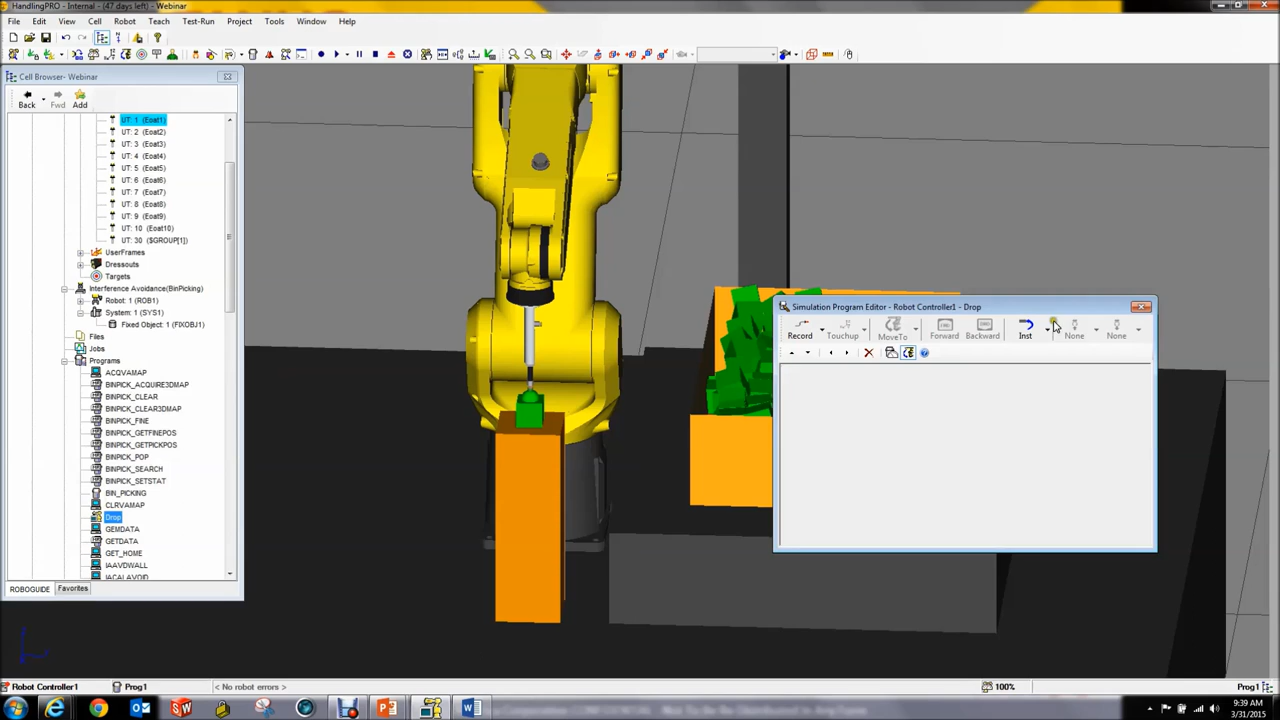 HandlingPRO - Internal - (47 days left) - Webinar
File Edit View Cell Robot Teach Test-Run Project Tools Window Help
Cell Browser- Webinar
Back Fwd Add
UT: 1 (Eoat1)
UT: 2 (Eoat2)
UT: 3 (Eoat3)
UT: 4 (Eoat4)
UT: 5 (Eoat5)
UT: 6 (Eoat6)
UT: 7 (Eoat7)
UT: 8 (Eoat8)
UT: 9 (Eoat9)
UT: 10 (Eoat10)
UT: 30 ($GROUP[1])
UserFrames
Dressouts
Targets
Interference Avoidance(BinPicking)
Robot: 1 (ROB1)
System: 1 (SYS1)
Fixed Object: 1 (FIXOBJ1)
Files
Jobs
Programs
ACQVAMAP
BINPICK_ACQUIRE3DMAP
BINPICK_CLEAR
BINPICK_CLEAR3DMAP
BINPICK_FINE
BINPICK_GETFINEPOS
BINPICK_GETPICKPOS
BINPICK_POP
BINPICK_SEARCH
BINPICK_SETSTAT
BIN_PICKING
CLRVAMAP
Drop
GEMDATA
GETDATA
GET_HOME
IAAVDWALL
IACALAVOID
ROBOGUIDE Favorites
Simulation Program Editor - Robot Controller1 - Drop
Record Touchup MoveTo Forward Backward Inst None None
Robot Controller1 Prog1 < No robot errors > 100% Prog1
9:39 AM
3/31/2015